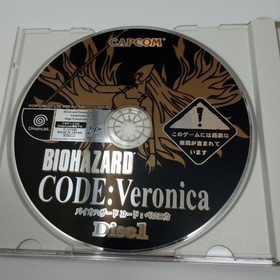 CAPCOM
Dreamcast
このゲームには過激な
表現が含まれて
います
BIOHAZARD
CODE:Veronica
バイオハザード コード:ベロニカ
Disc1